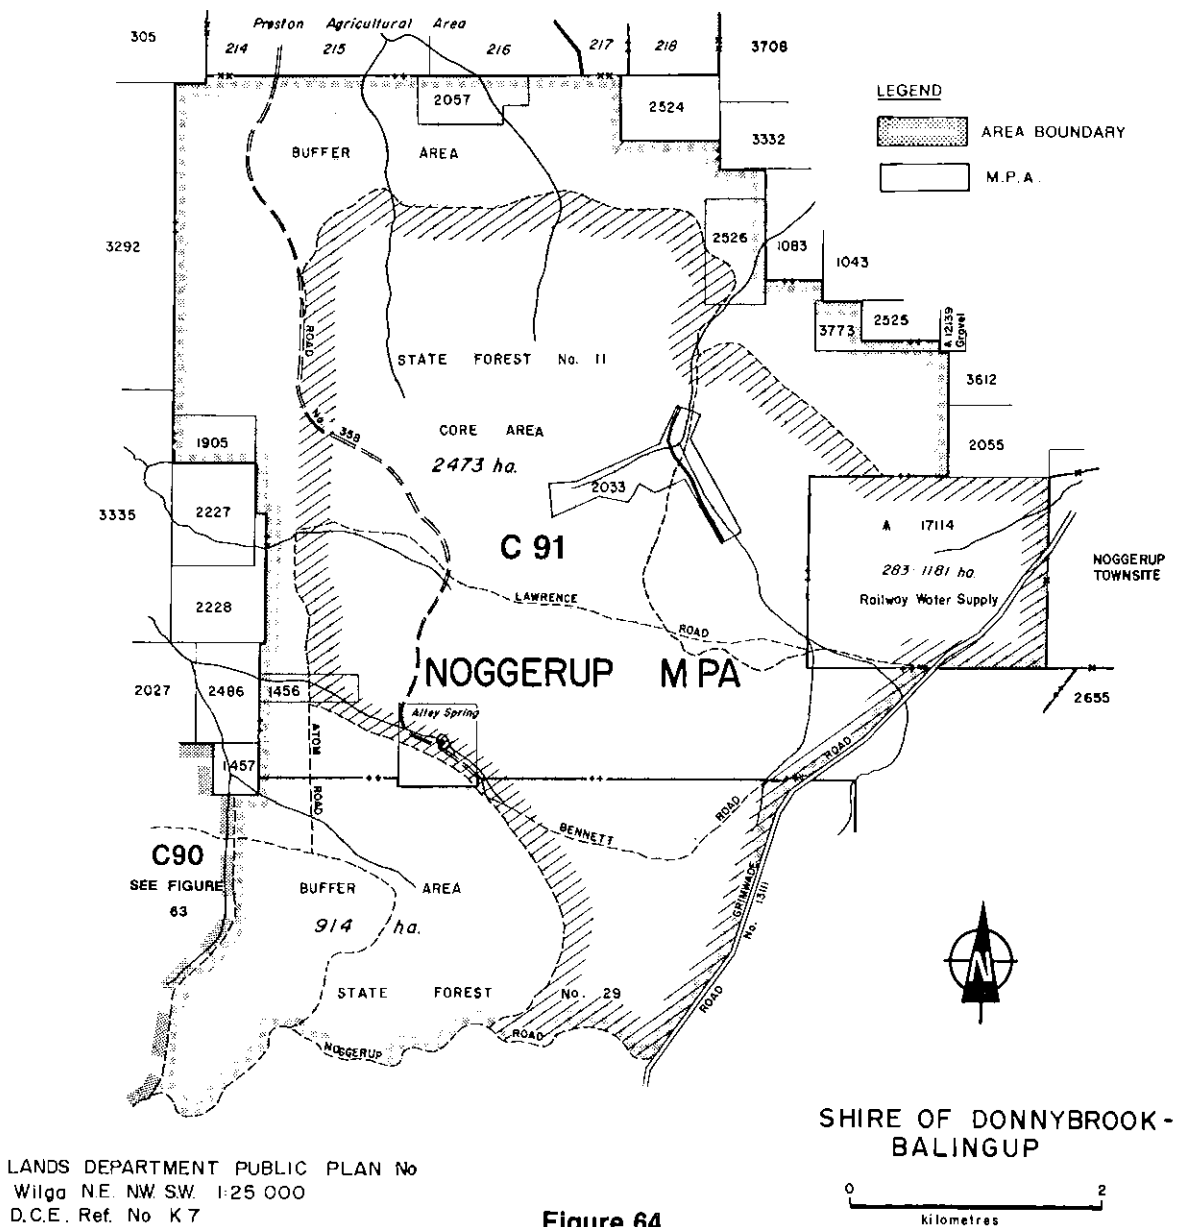 Preston Agricultural Area
305
214
215
216
217
218
3708
2057
2524
3332
LEGEND
AREA BOUNDARY
M.P.A.
BUFFER AREA
3292
2526
1083
1043
3773
2525
A 12139
Gravel
ROAD
No. 358
STATE FOREST No. 11
3612
CORE AREA
2473 ha.
2055
1905
2033
3335
2227
C 91
A 17114
283·1181 ha.
Railway Water Supply
NOGGERUP
TOWNSITE
2228
LAWRENCE ROAD
NOGGERUP MPA
2027
2486
1456
2655
Alley Spring
1457
ATOM ROAD
ROAD
BENNETT ROAD
C90
SEE FIGURE
63
BUFFER AREA
914 ha.
GRIMWADE ROAD
No. 13111
STATE FOREST No. 29
NOGGERUP ROAD
N
SHIRE OF DONNYBROOK-
BALINGUP
LANDS DEPARTMENT PUBLIC PLAN No
Wilga N.E. NW. S.W. 1:25 000
D.C.E. Ref. No K 7
0 2
kilometres
Figure 64